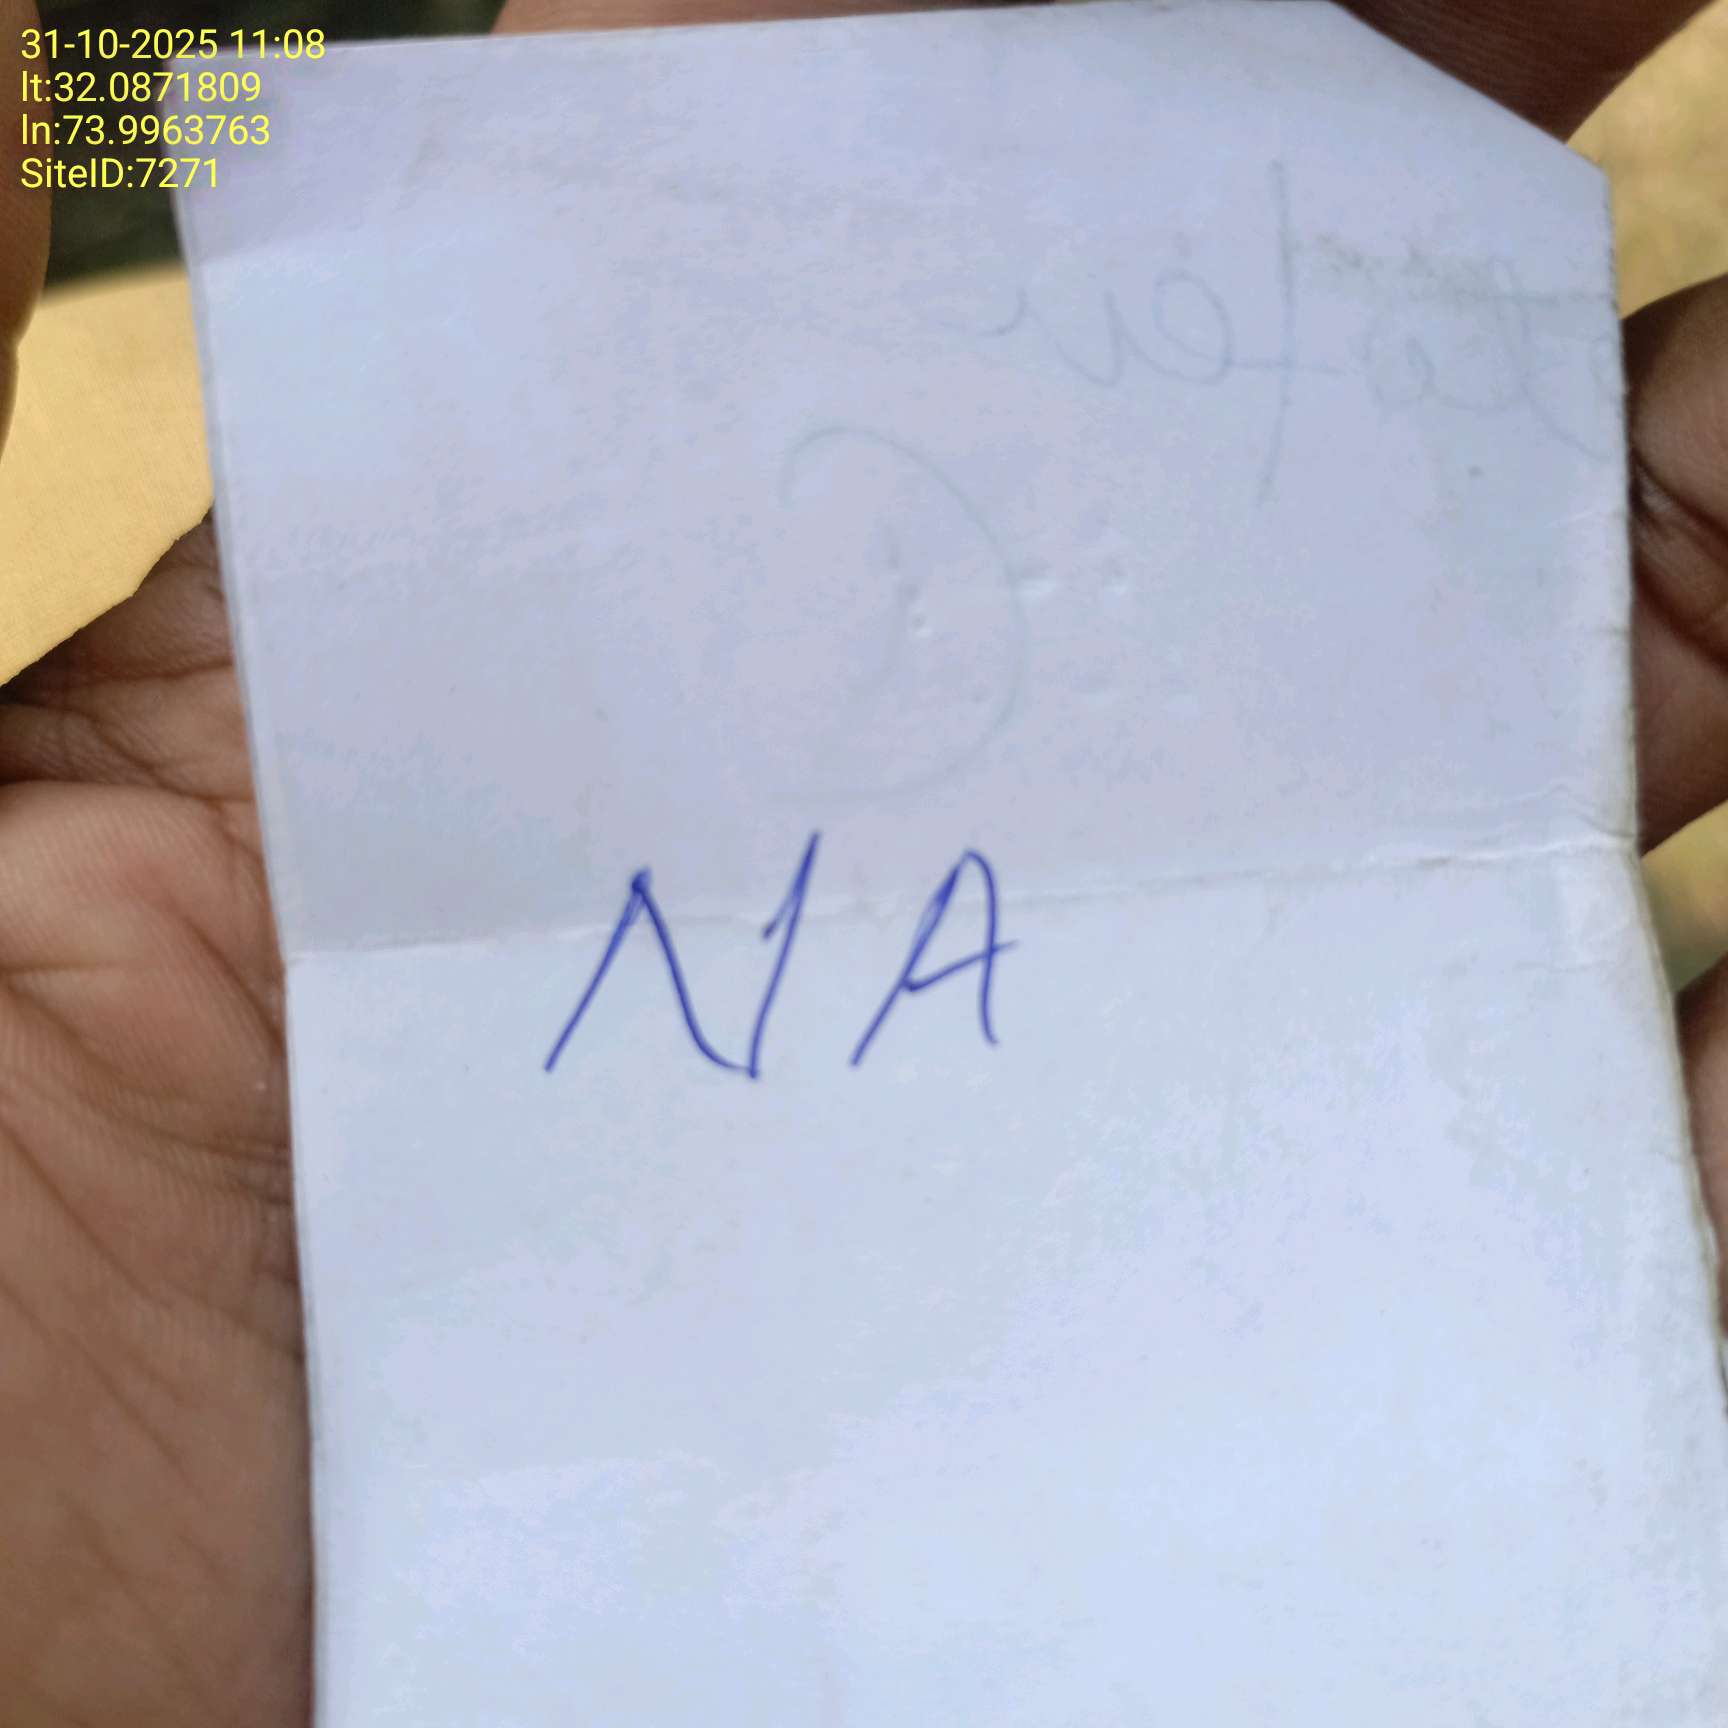 31-10-2025 11:08
lt:32.0871809
ln:73.9963763
SiteID:7271
NA